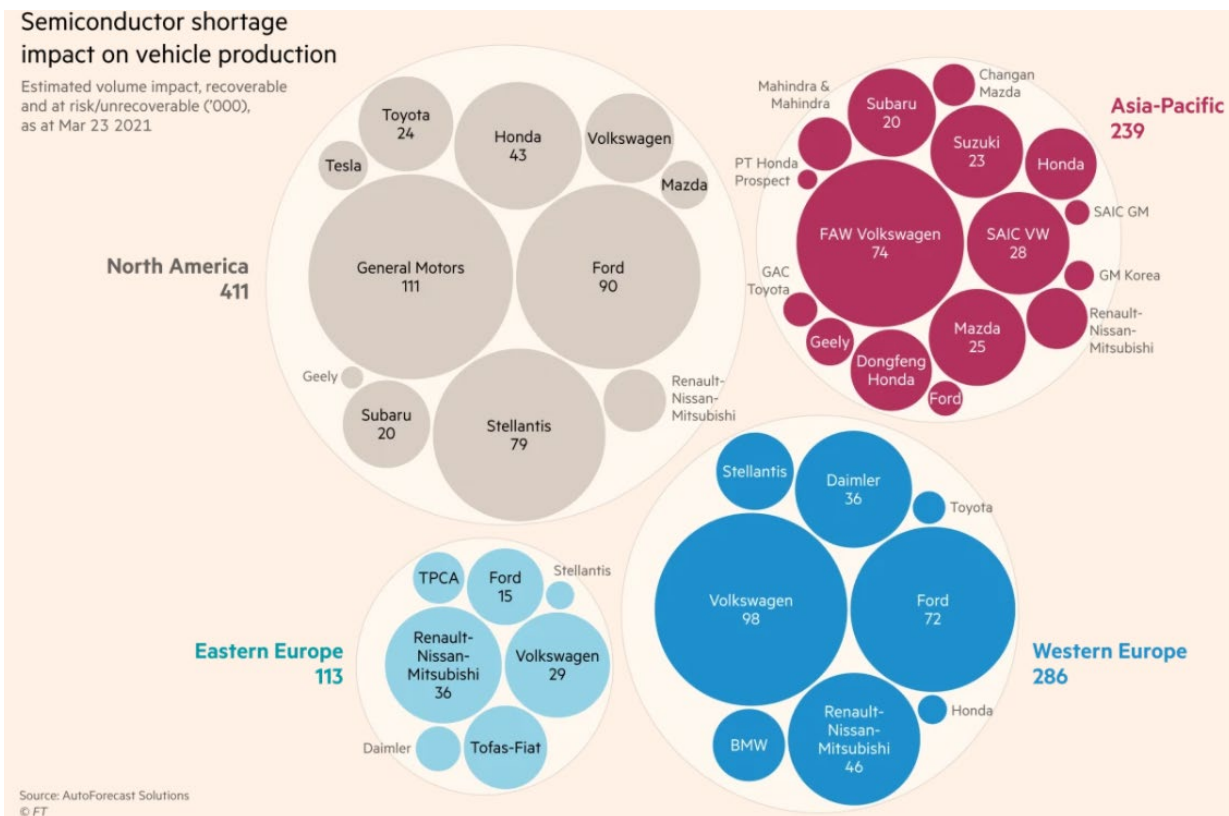 Semiconductor shortage
impact on vehicle production
Estimated volume impact, recoverable
and at risk/unrecoverable ('000),
as at Mar 23 2021
North America
411
Toyota
24
Honda
43
Volkswagen
Tesla
Mazda
General Motors
111
Ford
90
Geely
Subaru
20
Stellantis
79
Renault-
Nissan-
Mitsubishi
Asia-Pacific
239
Mahindra &
Mahindra
Subaru
20
Changan
Mazda
Suzuki
23
Honda
PT Honda
Prospect
FAW Volkswagen
74
SAIC VW
28
SAIC GM
GM Korea
GAC
Toyota
Geely
Mazda
25
Renault-
Nissan-
Mitsubishi
Dongfeng
Honda
Ford
Eastern Europe
113
TPCA
Ford
15
Stellantis
Renault-
Nissan-
Mitsubishi
36
Volkswagen
29
Daimler
Tofas-Fiat
Western Europe
286
Stellantis
Daimler
36
Toyota
Volkswagen
98
Ford
72
BMW
Renault-
Nissan-
Mitsubishi
46
Honda
Source: AutoForecast Solutions
© FT